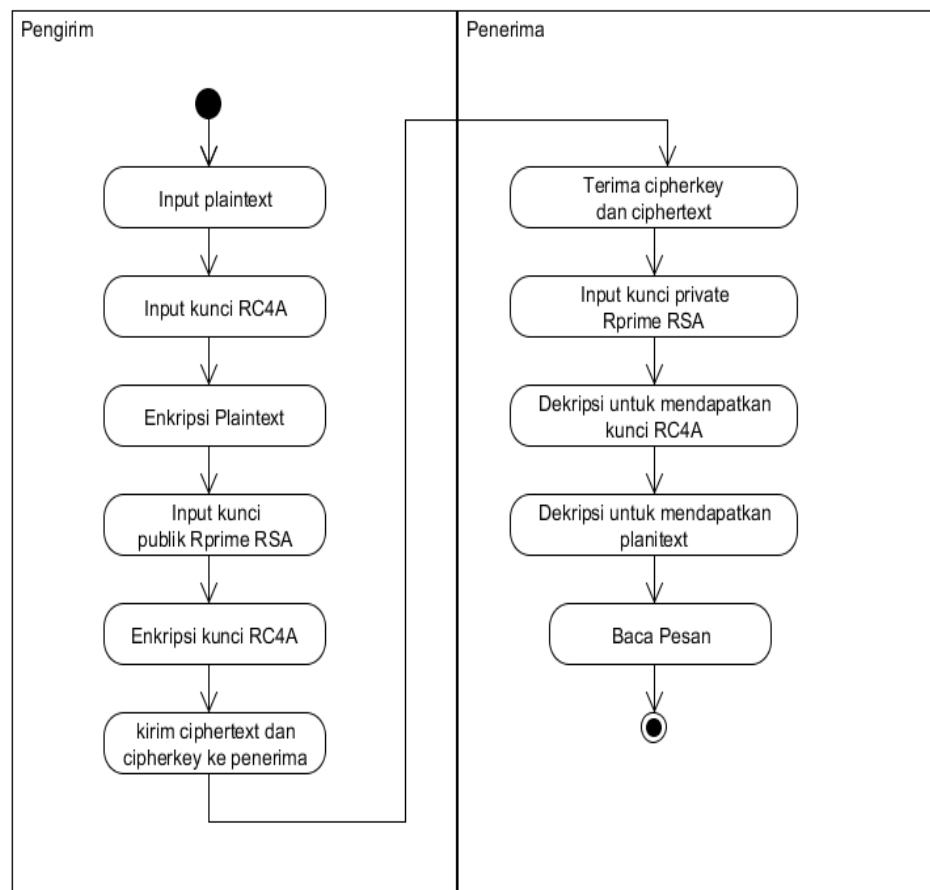 Pengirim
Input plaintext
Input kunci RC4A
Enkripsi Plaintext
Input kunci
publik Rprime RSA
Enkripsi kunci RC4A
kirim ciphertext dan
cipherkey ke penerima
Penerima
Terima cipherkey
dan ciphertext
Input kunci private
Rprime RSA
Dekripsi untuk mendapatkan
kunci RC4A
Dekripsi untuk mendapatkan
planitext
Baca Pesan